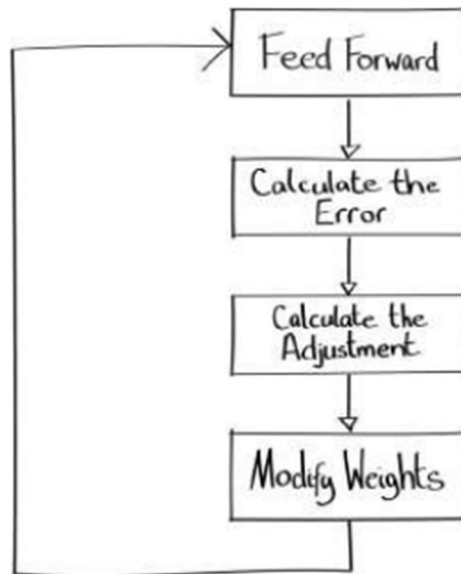 Feed Forward
Calculate the
Error
Calculate the
Adjustment
Modify Weights